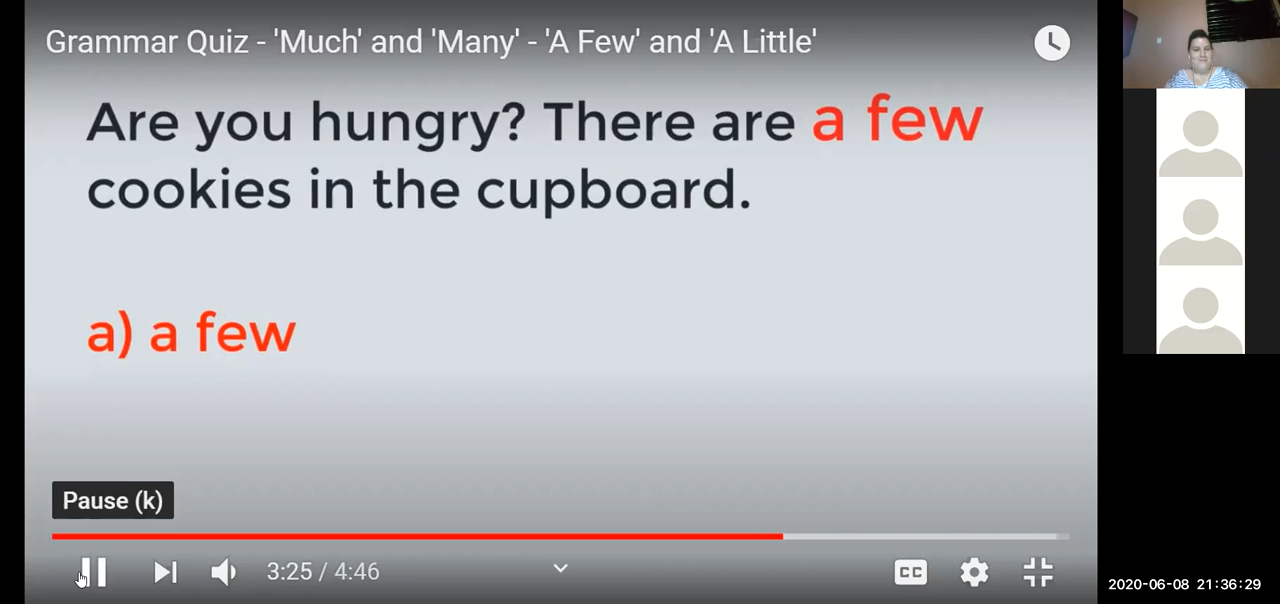 Grammar Quiz - 'Much' and 'Many' - 'A Few' and 'A Little'
Are you hungry? There are a few
cookies in the cupboard.
a) a few
Pause (k)
3:25 / 4:46
CC
2020-06-08 21:36:29